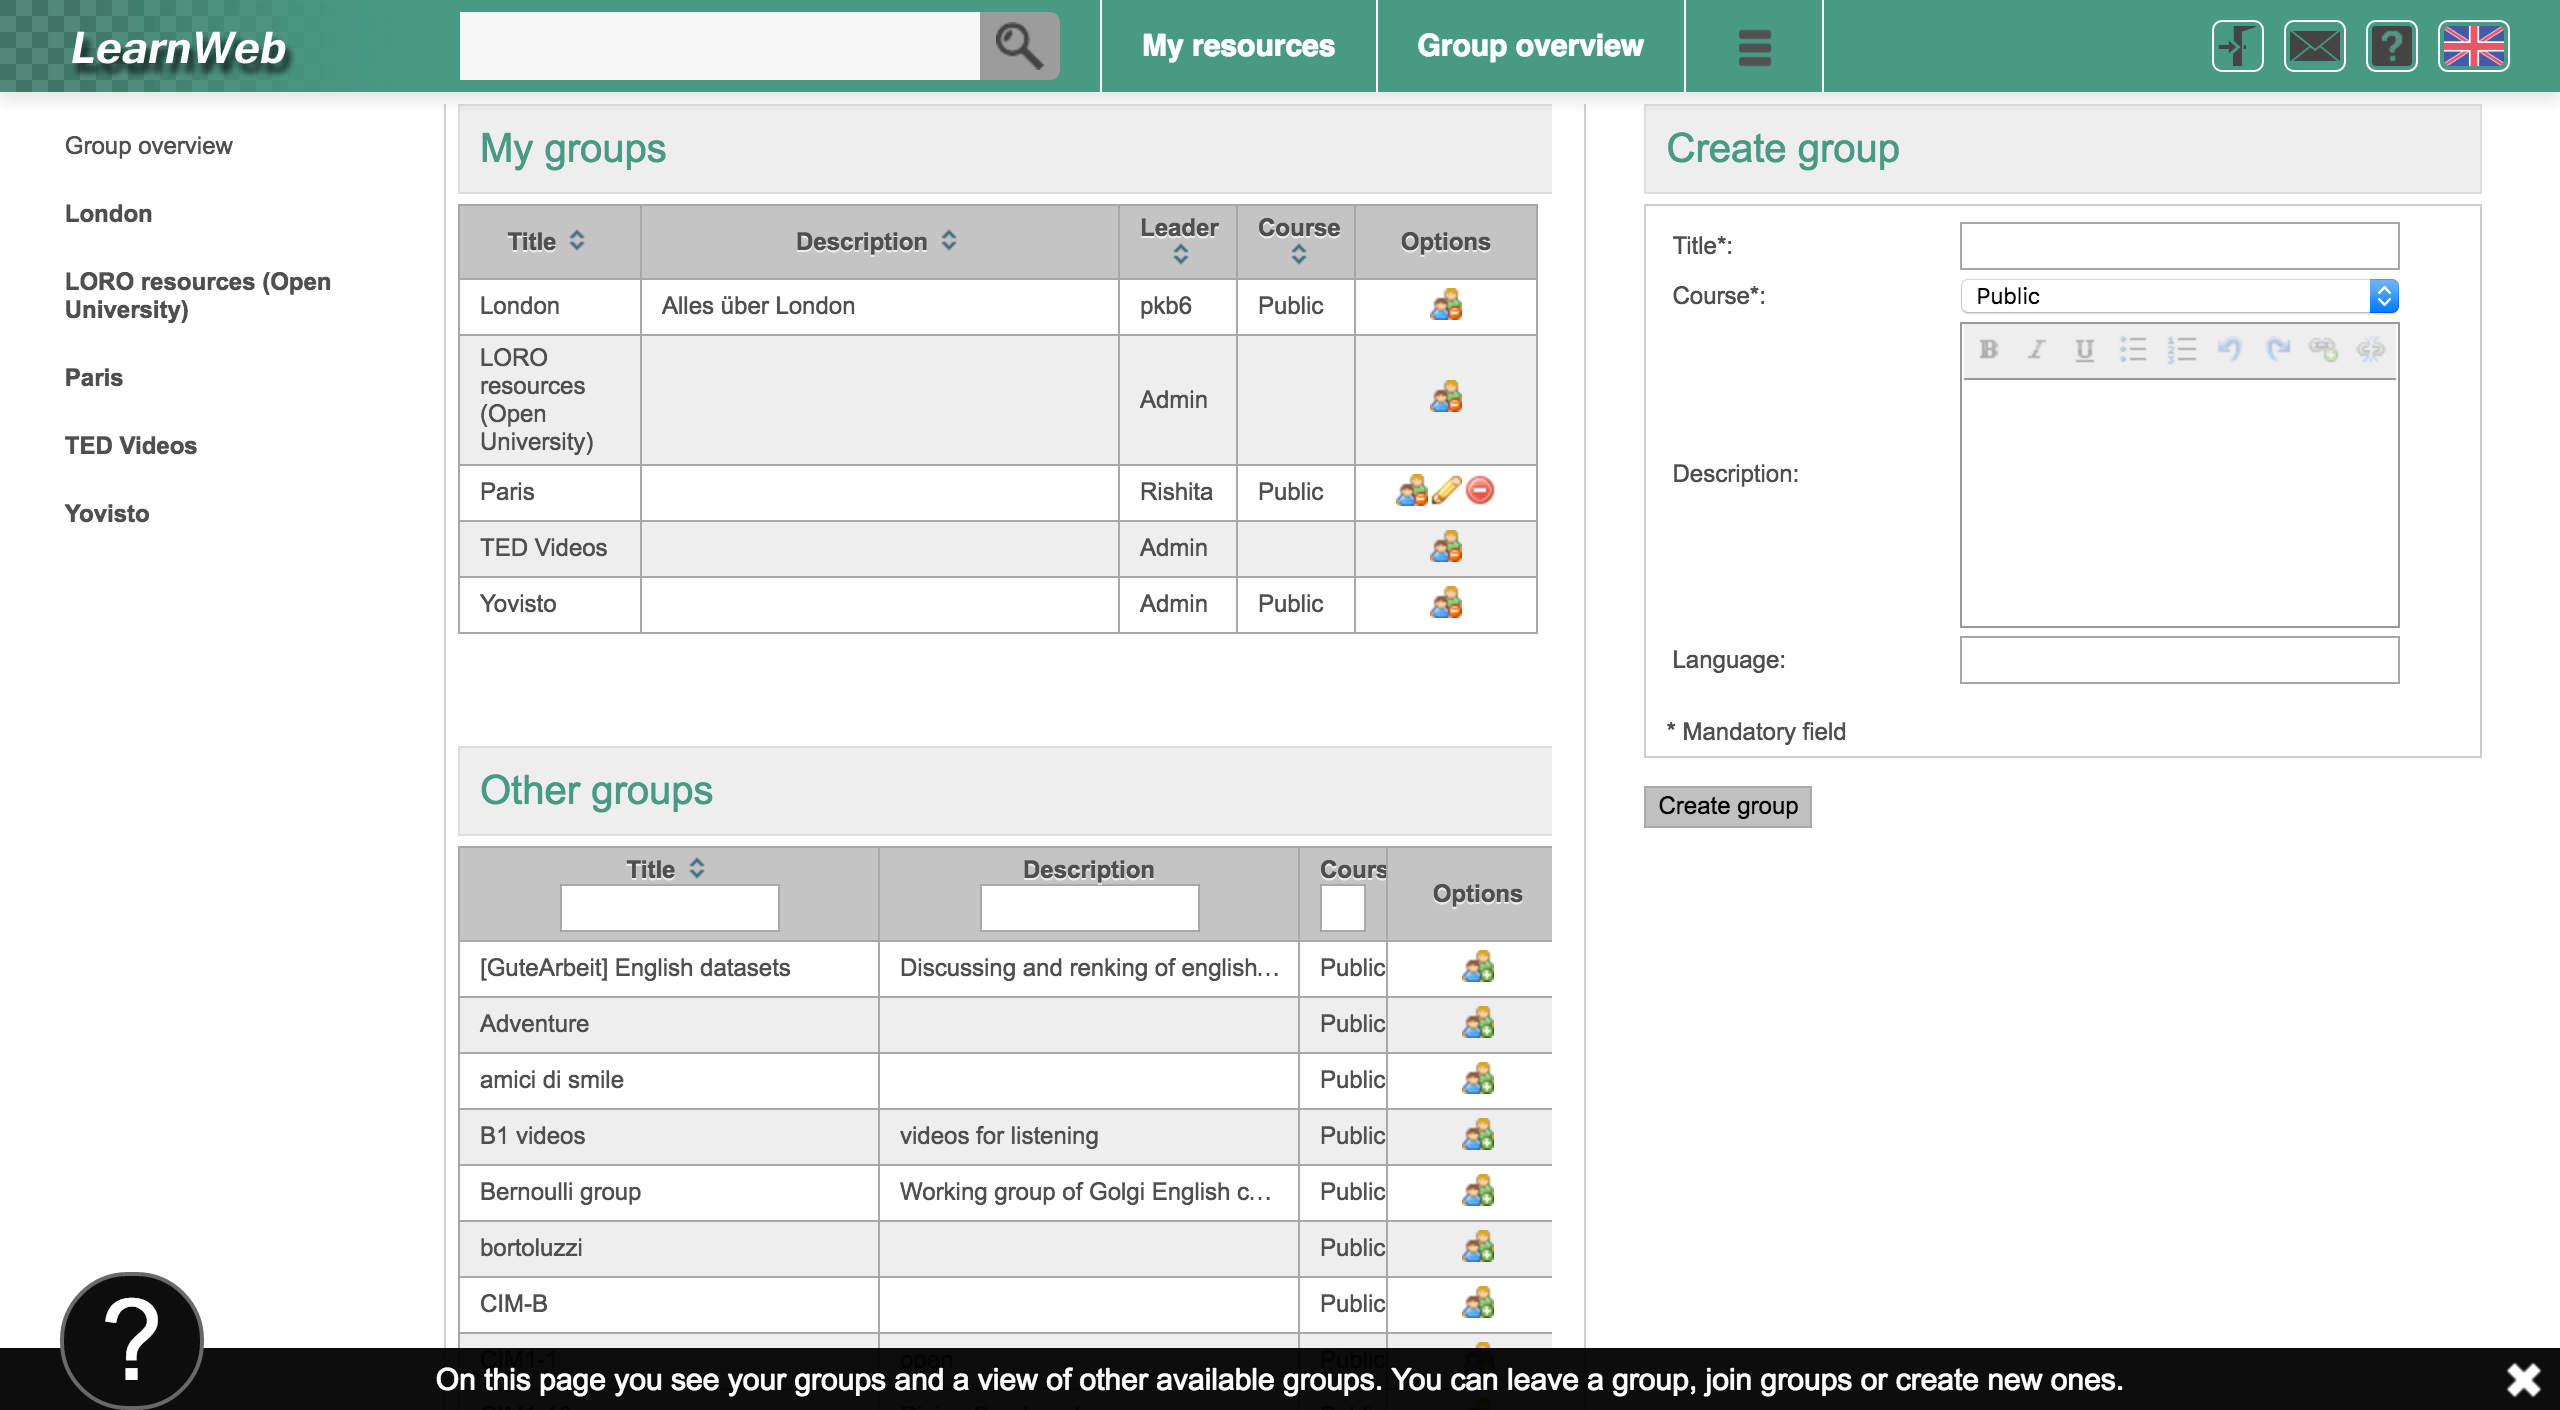 LearnWeb
My resources
Group overview
Group overview
London
LORO resources (Open
University)
Paris
TED Videos
Yovisto
My groups
Title Description Leader Course Options
London Alles über London pkb6 Public
LORO
resources
(Open
University) Admin
Paris Rishita Public
TED Videos Admin
Yovisto Admin Public
Other groups
Title Description Cours Options
[GuteArbeit] English datasets Discussing and renking of english... Public
Adventure Public
amici di smile Public
B1 videos videos for listening Public
Bernoulli group Working group of Golgi English c... Public
bortoluzzi Public
CIM-B Public
CIM1-1 open Public
Create group
Title*:
Course*: Public
B I U
Description:
Language:
* Mandatory field
Create group
?
On this page you see your groups and a view of other available groups. You can leave a group, join groups or create new ones.